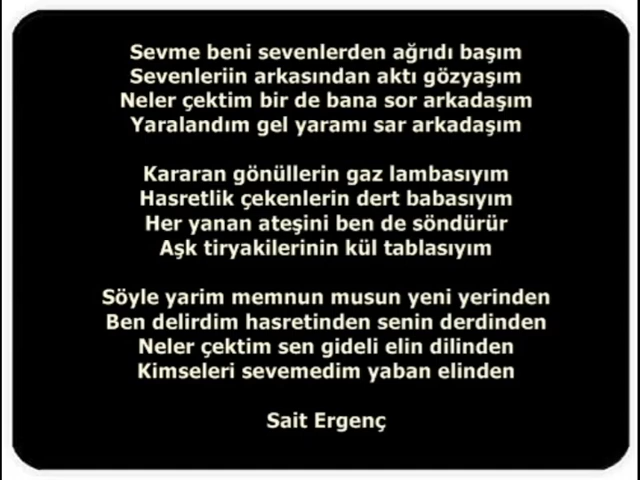 Sevme beni sevenlerden ağrıdı başım
Sevenleriin arkasından aktı gözyaşım
Neler çektim bir de bana sor arkadaşım
Yaralandım gel yaramı sar arkadaşım
Kararan gönüllerin gaz lambasıyım
Hasretlik çekenlerin dert babasıyım
Her yanan ateşini ben de söndürür
Aşk tiryakilerinin kül tablasıyım
Söyle yarim memnun musun yeni yerinden
Ben delirdim hasretinden senin derdinden
Neler çektim sen gideli elin dilinden
Kimseleri sevemedim yaban elinden
Sait Ergenç